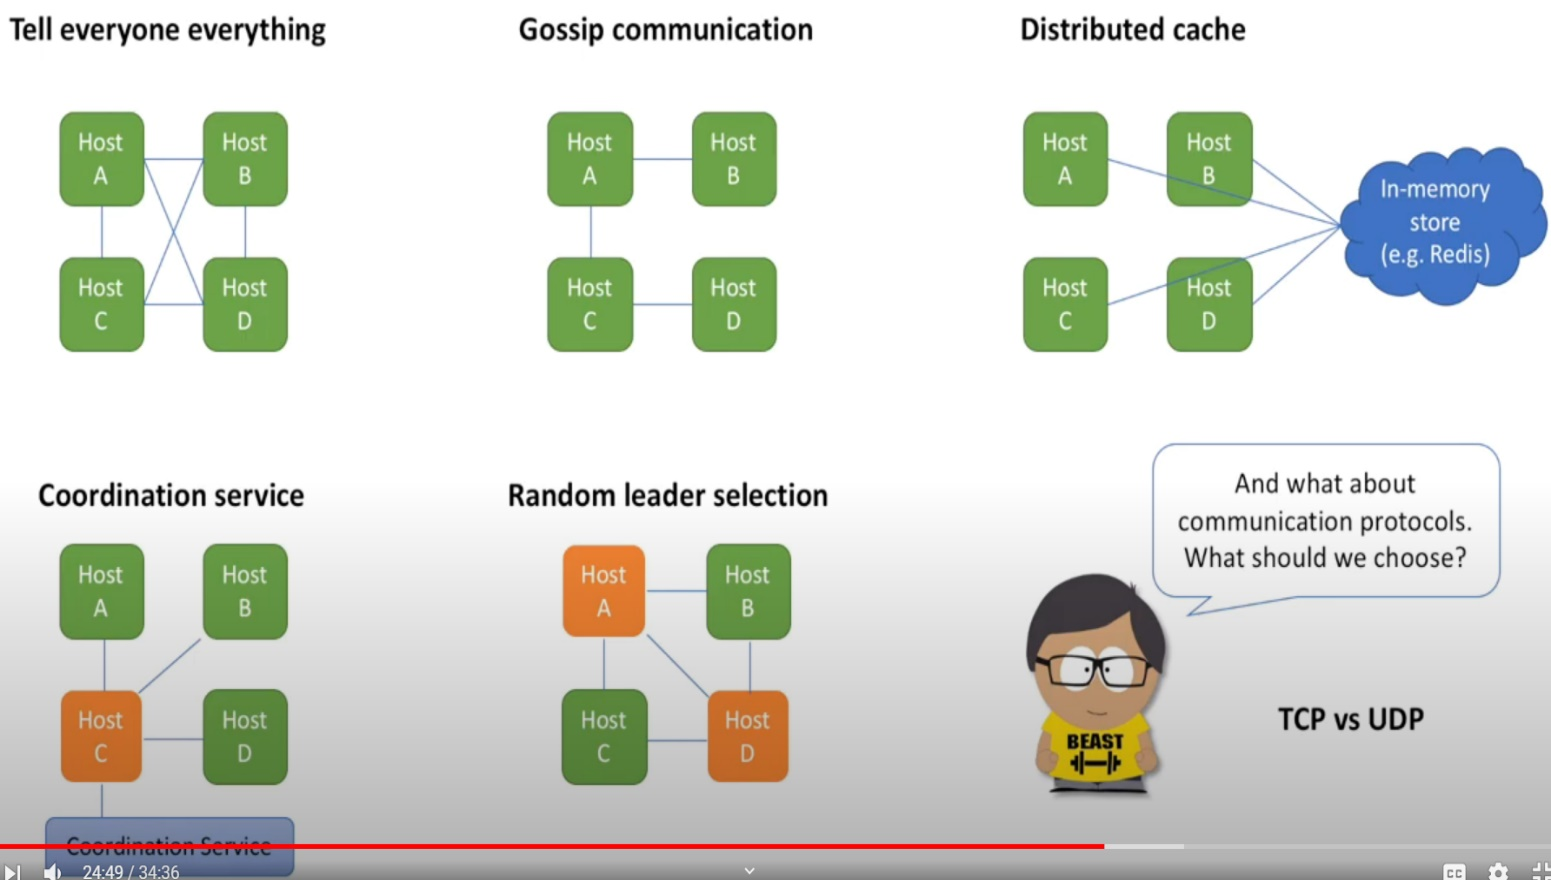 Tell everyone everything
Gossip communication
Distributed cache
Host
A
Host
B
Host
C
Host
D
Host
A
Host
B
Host
C
Host
D
Host
A
Host
B
Host
C
Host
D
In-memory
store
(e.g. Redis)
Coordination service
Random leader selection
Host
A
Host
B
Host
C
Host
D
Coordination Service
Host
A
Host
B
Host
C
Host
D
And what about
communication protocols.
What should we choose?
BEAST
TCP vs UDP
24:49 / 34:36
CC